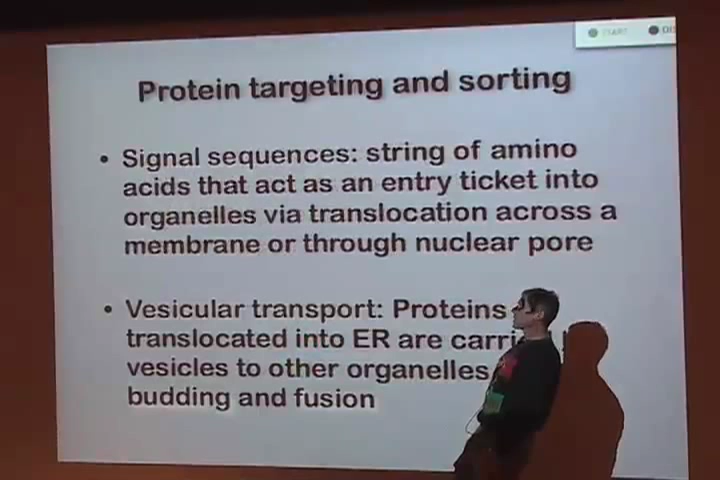 START
Protein targeting and sorting
• Signal sequences: string of amino
acids that act as an entry ticket into
organelles via translocation across a
membrane or through nuclear pore
• Vesicular transport: Proteins
translocated into ER are
vesicles to other organelles
budding and fusion